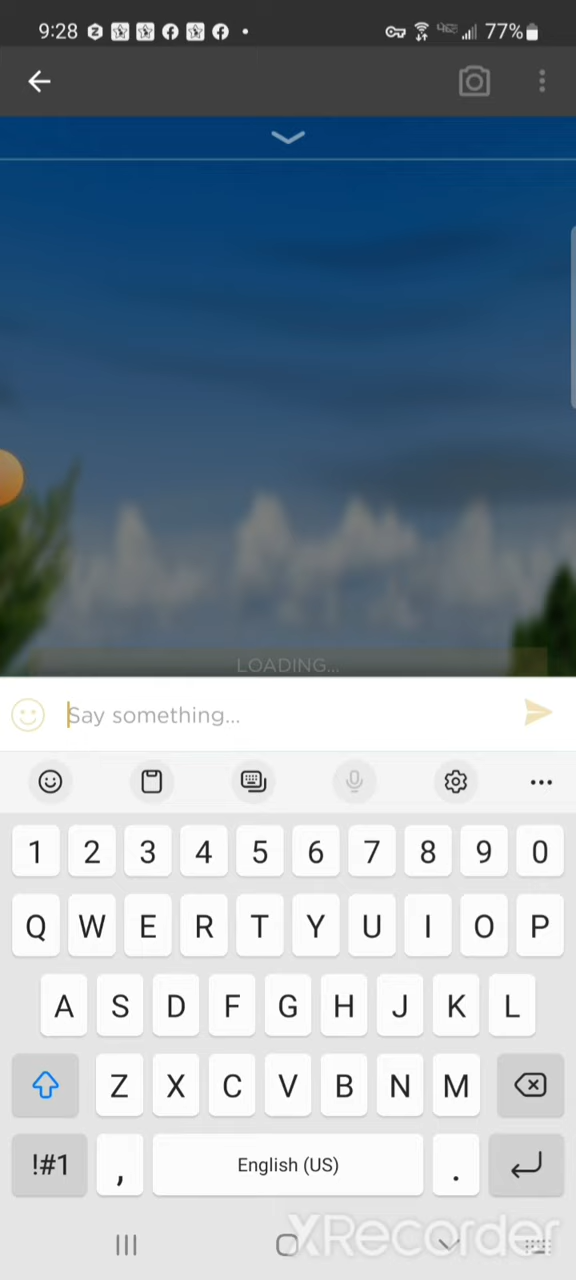 9:28 77%
LOADING...
Say something...
1 2 3 4 5 6 7 8 9 0
Q W E R T Y U I O P
A S D F G H J K L
Z X C V B N M
!#1 , English (US) .
XRecorder